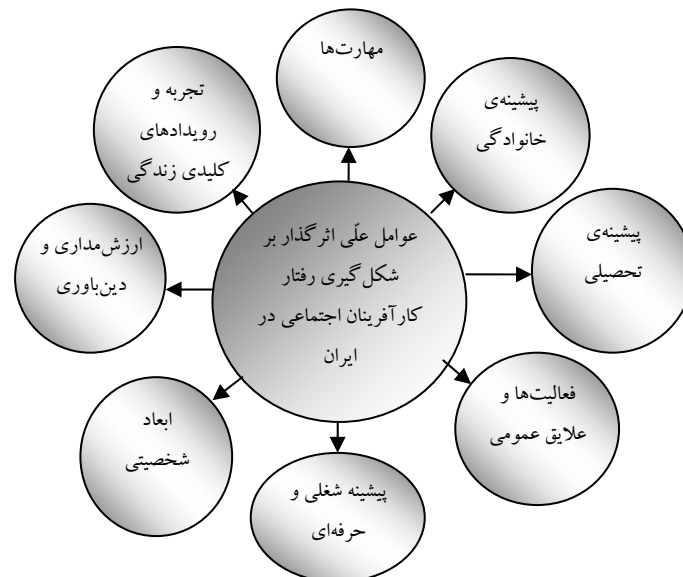 مهارت‌ها
پیشینه‌ی
خانوادگی
پیشینه‌ی
تحصیلی
فعالیت‌ها و
علایق عمومی
پیشینه شغلی و
حرفه‌ای
ابعاد
شخصیتی
ارزش‌مداری و
دین‌باوری
تجربه و
رویدادهای
کلیدی زندگی
عوامل علّی اثرگذار بر
شکل‌گیری رفتار
کارآفرینان اجتماعی در
ایران